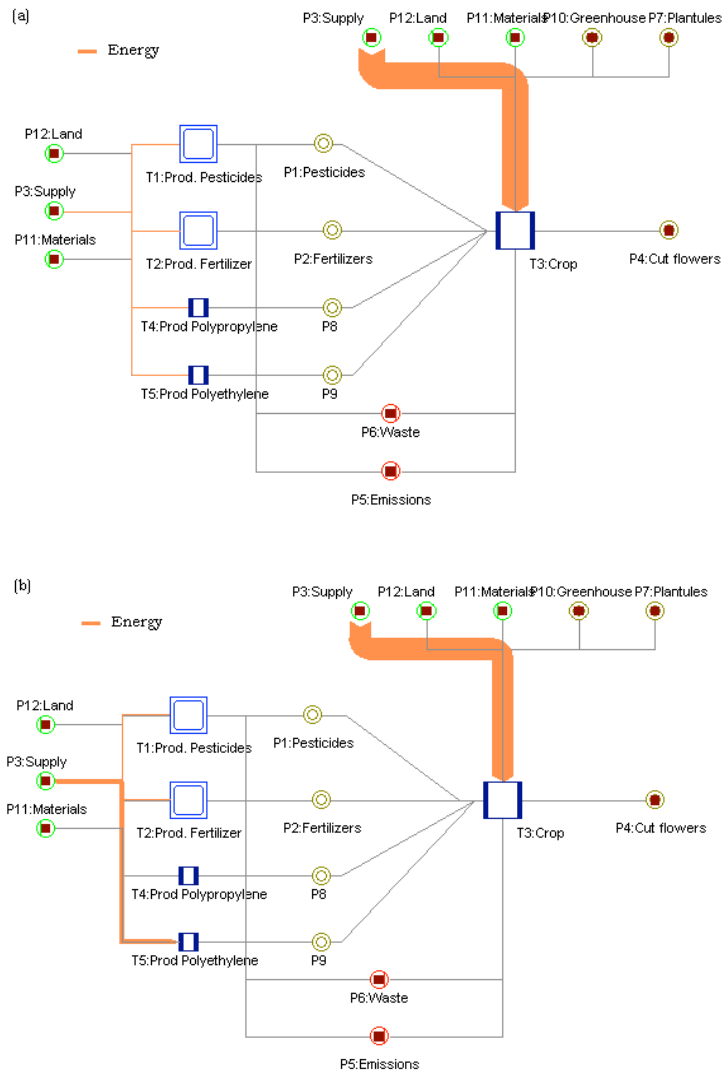 (a)
P3:Supply P12:Land P11:Materials P10:Greenhouse P7:Plantules
Energy
P12:Land
T1:Prod. Pesticides P1:Pesticides
P3:Supply
P11:Materials
T2:Prod. Fertilizer P2:Fertilizers T3:Crop P4:Cut flowers
T4:Prod Polypropylene P8
T5:Prod Polyethylene P9
P6:Waste
P5:Emissions
(b)
P3:Supply P12:Land P11:Materials P10:Greenhouse P7:Plantules
Energy
P12:Land
T1:Prod. Pesticides P1:Pesticides
P3:Supply
P11:Materials
T2:Prod. Fertilizer P2:Fertilizers T3:Crop P4:Cut flowers
T4:Prod Polypropylene P8
T5:Prod Polyethylene P9
P6:Waste
P5:Emissions